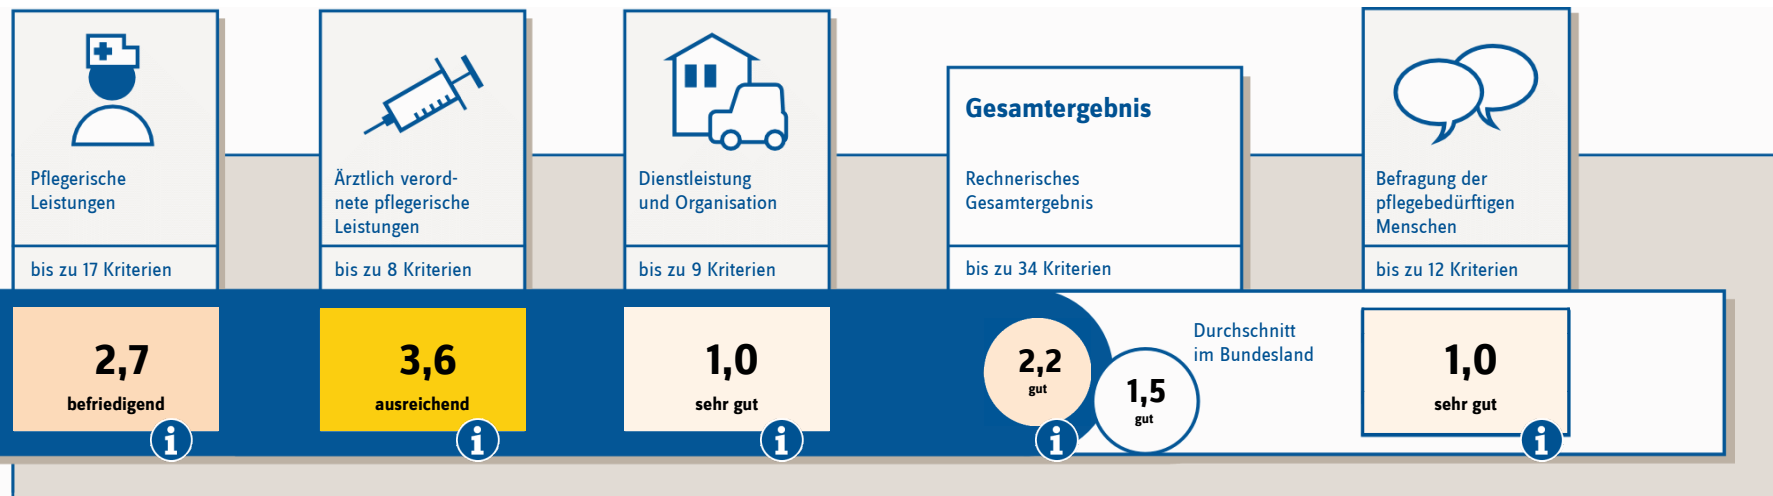 Pflegerische
Leistungen
bis zu 17 Kriterien
2,7
befriedigend
Ärztlich verord-
nete pflegerische
Leistungen
bis zu 8 Kriterien
3,6
ausreichend
Dienstleistung
und Organisation
bis zu 9 Kriterien
1,0
sehr gut
Gesamtergebnis
Rechnerisches
Gesamtergebnis
bis zu 34 Kriterien
2,2
gut
1,5
gut
Durchschnitt
im Bundesland
Befragung der
pflegebedürftigen
Menschen
bis zu 12 Kriterien
1,0
sehr gut
i
i
i
i
i